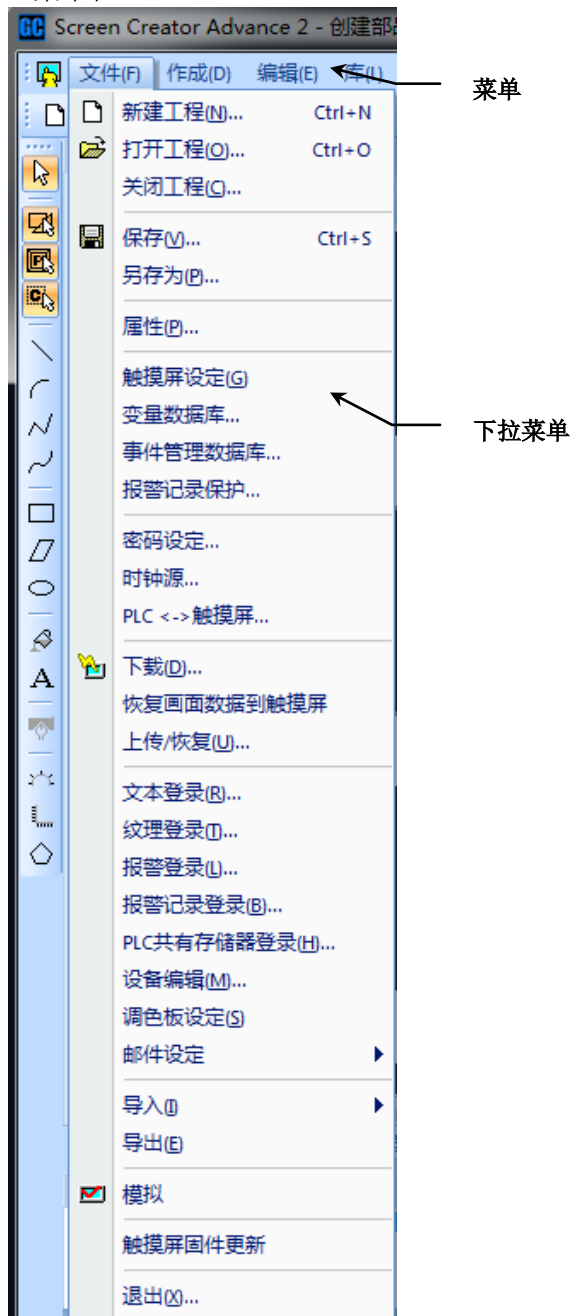 Screen Creator Advance 2 - 创建部
文件(F) 作成(D) 编辑(E) 库(L)
菜单
新建工程(N)... Ctrl+N
打开工程(O)... Ctrl+O
关闭工程(C)...
保存(V)... Ctrl+S
另存为(P)...
属性(P)...
触摸屏设定(G)
变量数据库...
下拉菜单
事件管理数据库...
报警记录保护...
密码设定...
时钟源...
PLC <->触摸屏...
下载(D)...
恢复画面数据到触摸屏
上传/恢复(U)...
文本登录(R)...
纹理登录(T)...
报警登录(L)...
报警记录登录(B)...
PLC共有存储器登录(H)...
设备编辑(M)...
调色板设定(S)
邮件设定
导入(I)
导出(E)
模拟
触摸屏固件更新
退出(X)...